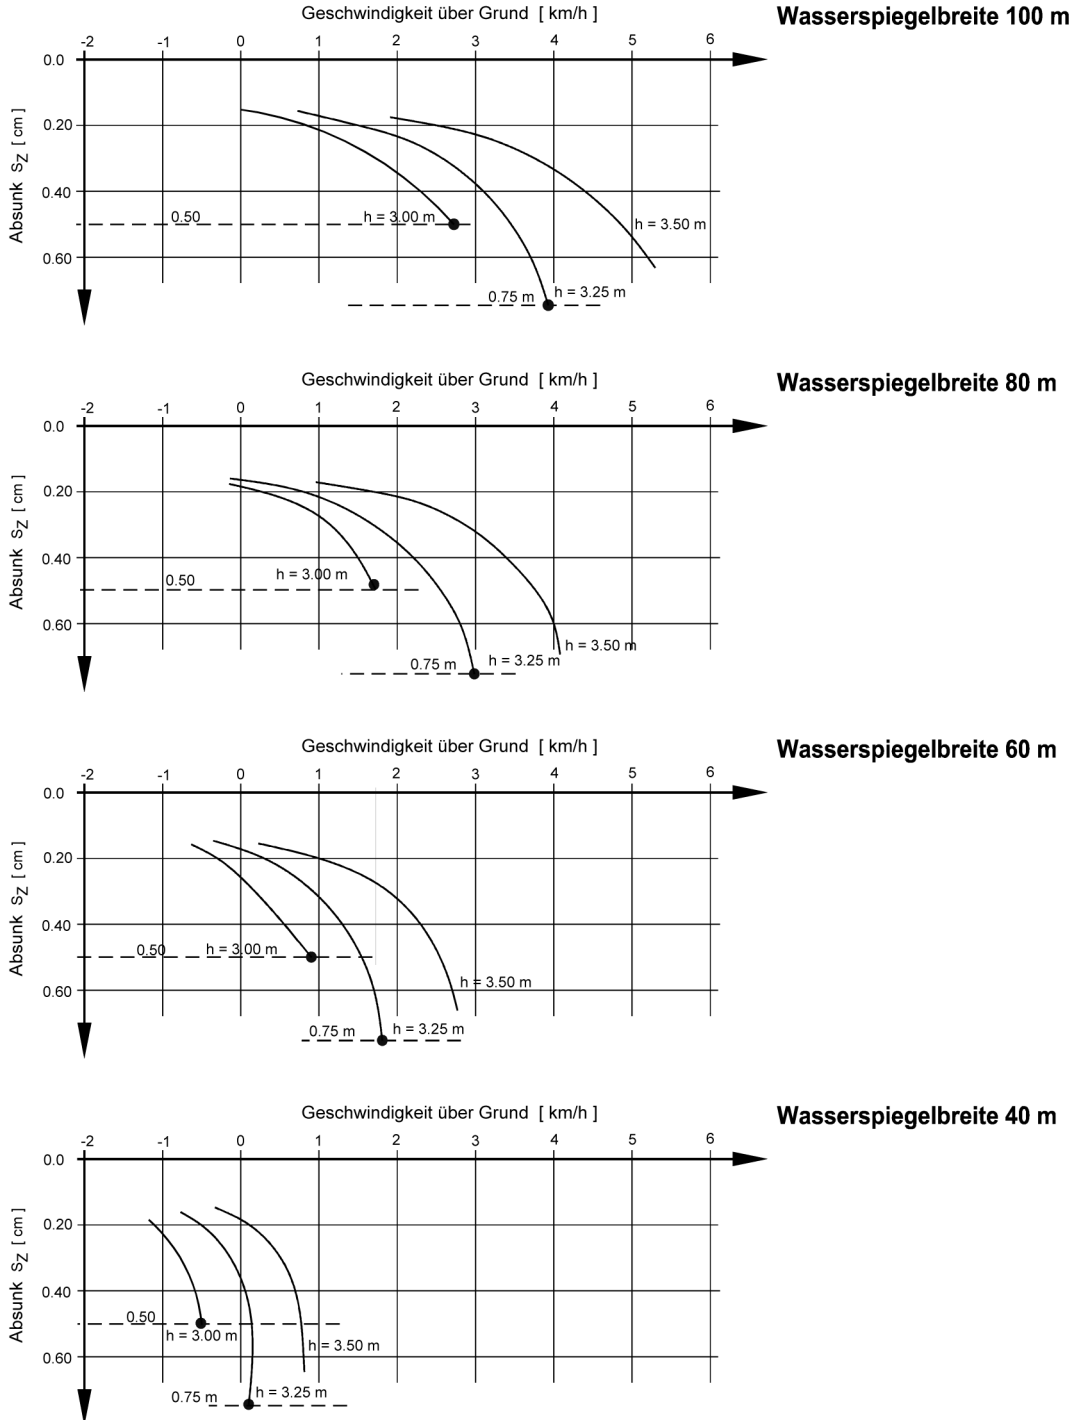 Geschwindigkeit über Grund [ km/h ]
Wasserspiegelbreite 100 m
-2 -1 0 1 2 3 4 5 6
0.0
0.20
0.40
0.60
Absunk sZ [ cm ]
0.50
h = 3.00 m
h = 3.50 m
0.75 m
h = 3.25 m
Geschwindigkeit über Grund [ km/h ]
Wasserspiegelbreite 80 m
-2 -1 0 1 2 3 4 5 6
0.0
0.20
0.40
0.60
Absunk sZ [ cm ]
0.50
h = 3.00 m
h = 3.50 m
0.75 m
h = 3.25 m
Geschwindigkeit über Grund [ km/h ]
Wasserspiegelbreite 60 m
-2 -1 0 1 2 3 4 5 6
0.0
0.20
0.40
0.60
Absunk sZ [ cm ]
0.50
h = 3.00 m
h = 3.50 m
0.75 m
h = 3.25 m
Geschwindigkeit über Grund [ km/h ]
Wasserspiegelbreite 40 m
-2 -1 0 1 2 3 4 5 6
0.0
0.20
0.40
0.60
Absunk sZ [ cm ]
0.50
h = 3.00 m
h = 3.50 m
0.75 m
h = 3.25 m